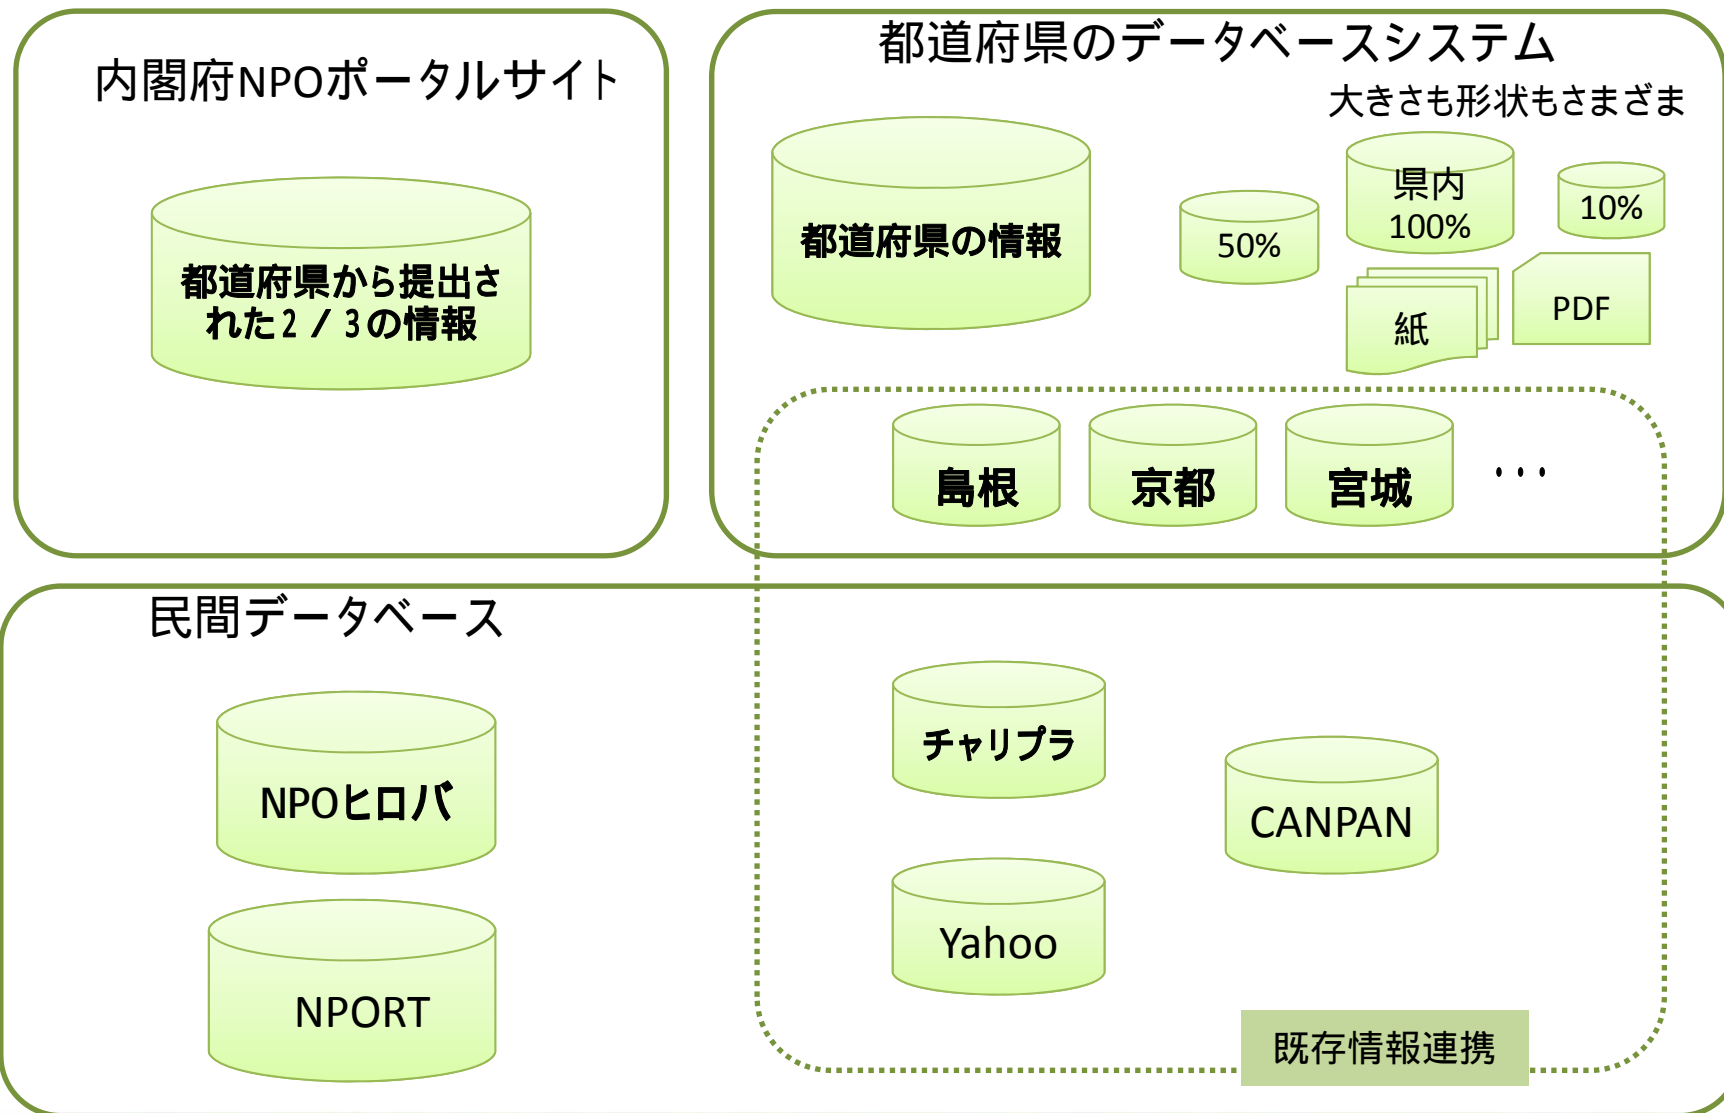 内閣府NPOポータルサイト
都道府県から提出さ
れた2/3の情報
都道府県のデータベースシステム
大きさも形状もさまざま
都道府県の情報
50%
県内
100%
10%
紙
PDF
島根
京都
宮城
・・・
民間データベース
NPOヒロバ
NPORT
チャリプラ
CANPAN
Yahoo
既存情報連携